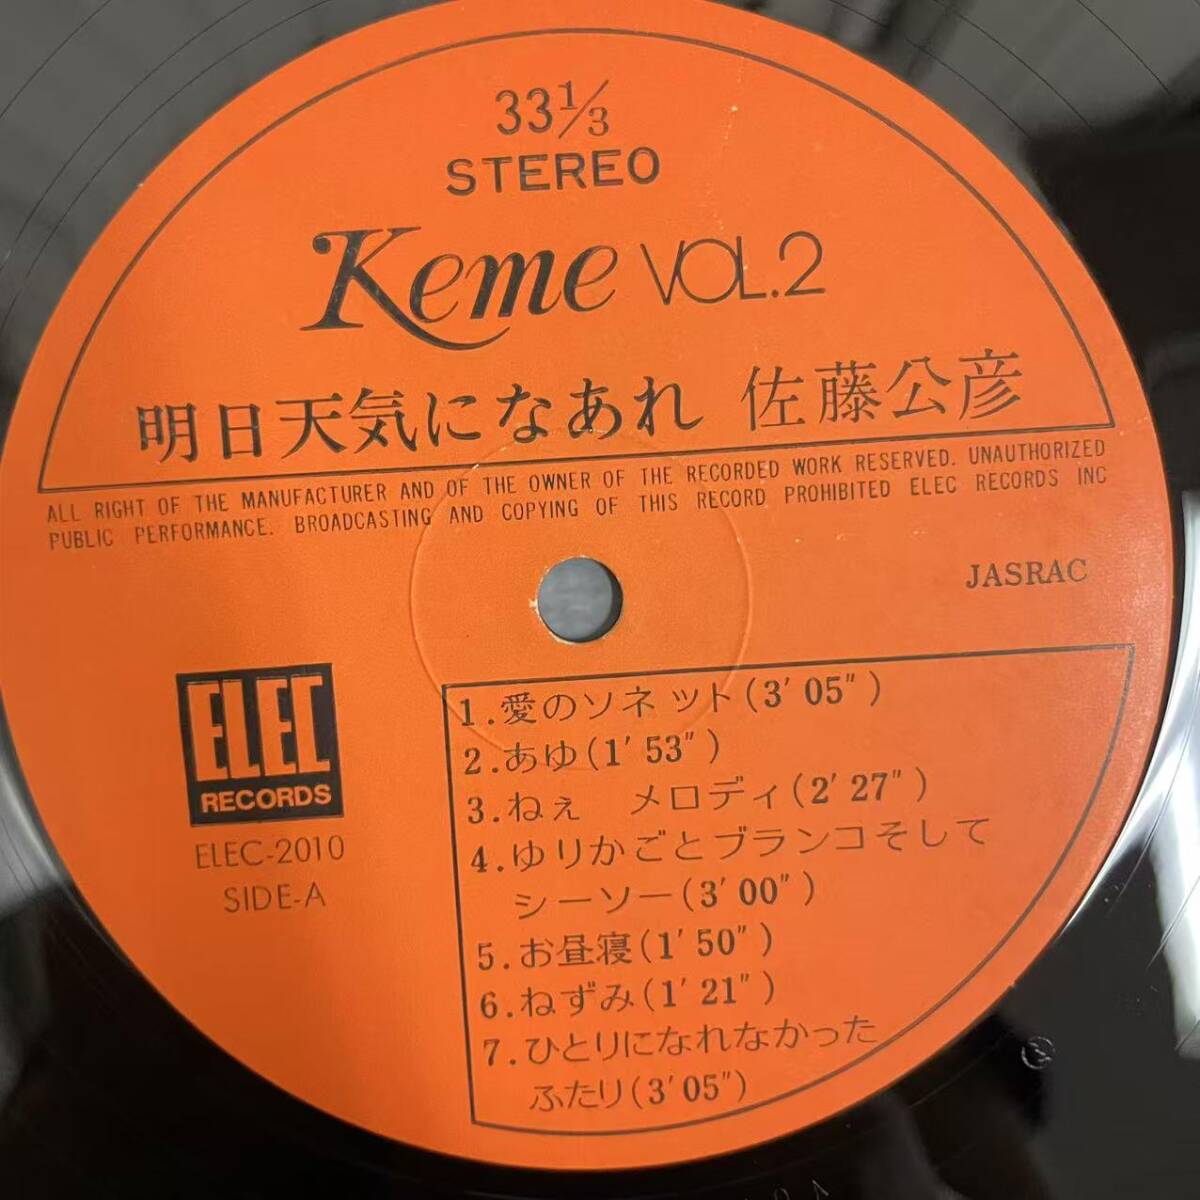 33⅓
STEREO
Keme VOL.2
明日天気になあれ 佐藤公彦
ALL RIGHT OF THE MANUFACTURER AND OF THE OWNER OF THE RECORDED WORK RESERVED. UNAUTHORIZED
PUBLIC PERFORMANCE. BROADCASTING AND COPYING OF THIS RECORD PROHIBITED ELEC RECORDS INC
JASRAC
ELEC
RECORDS
ELEC-2010
SIDE-A
1.愛のソネット(3′05″)
2.あゆ(1′53″)
3.ねぇ　メロディ(2′27″)
4.ゆりかごとブランコそして
シーソー(3′00″)
5.お昼寝(1′50″)
6.ねずみ(1′21″)
7.ひとりになれなかった
ふたり(3′05″)